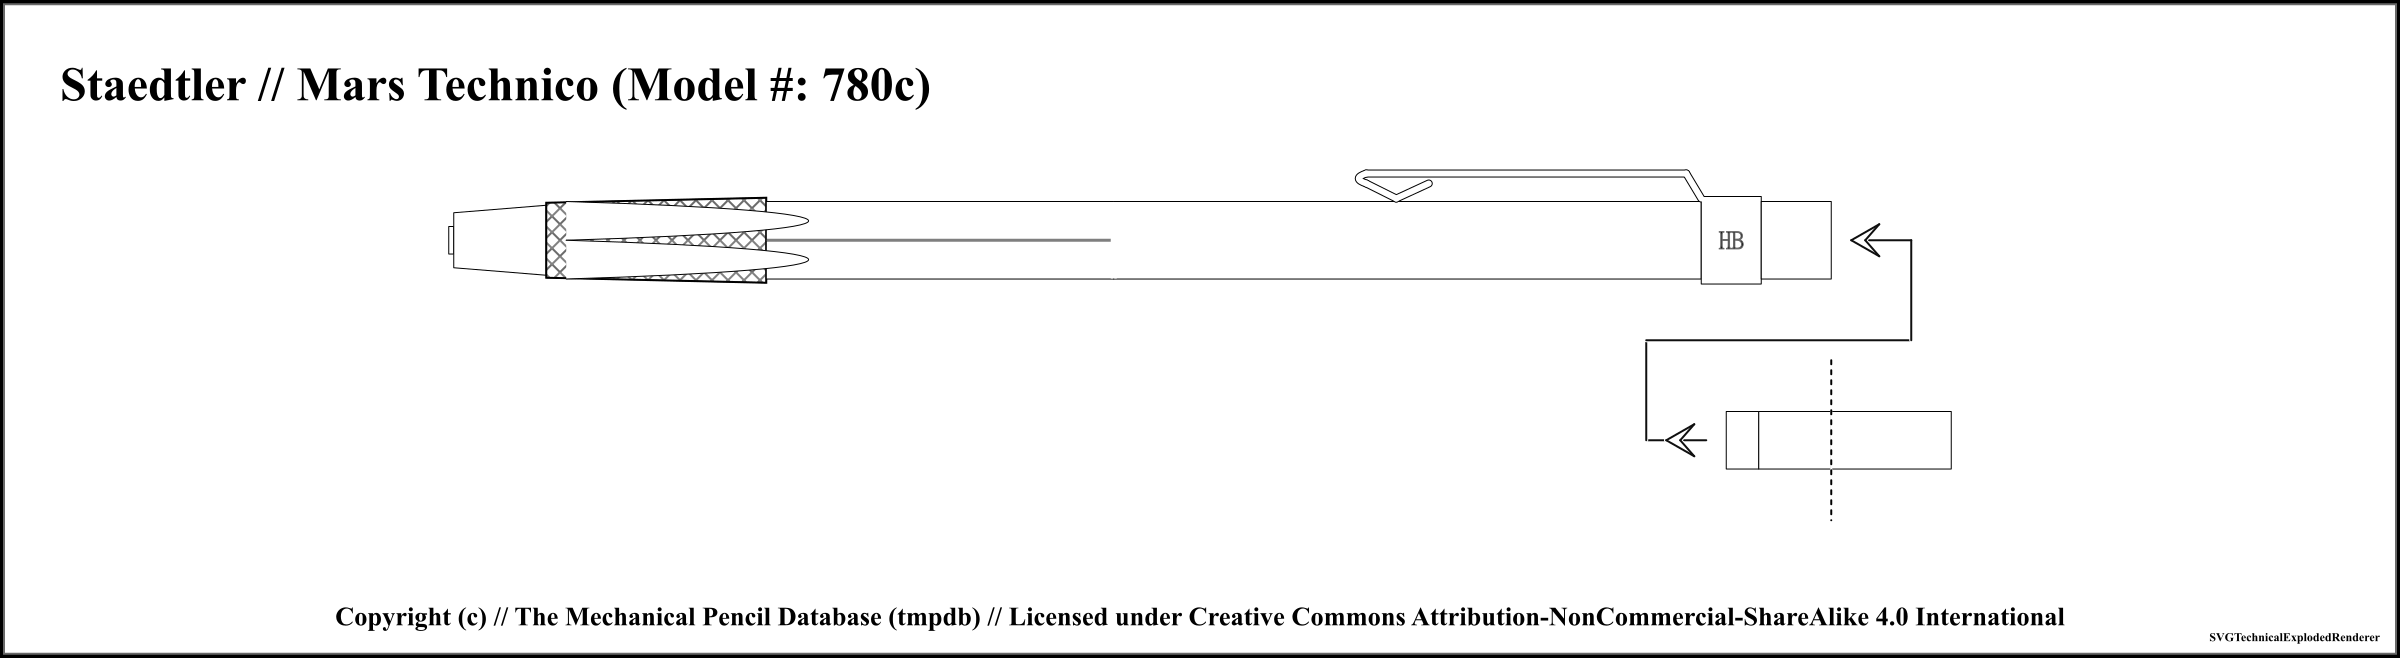 Staedtler // Mars Technico (Model #: 780c)
HB
Copyright (c) // The Mechanical Pencil Database (tmpdb) // Licensed under Creative Commons Attribution-NonCommercial-ShareAlike 4.0 International
SVGTechnicalExplodedRenderer